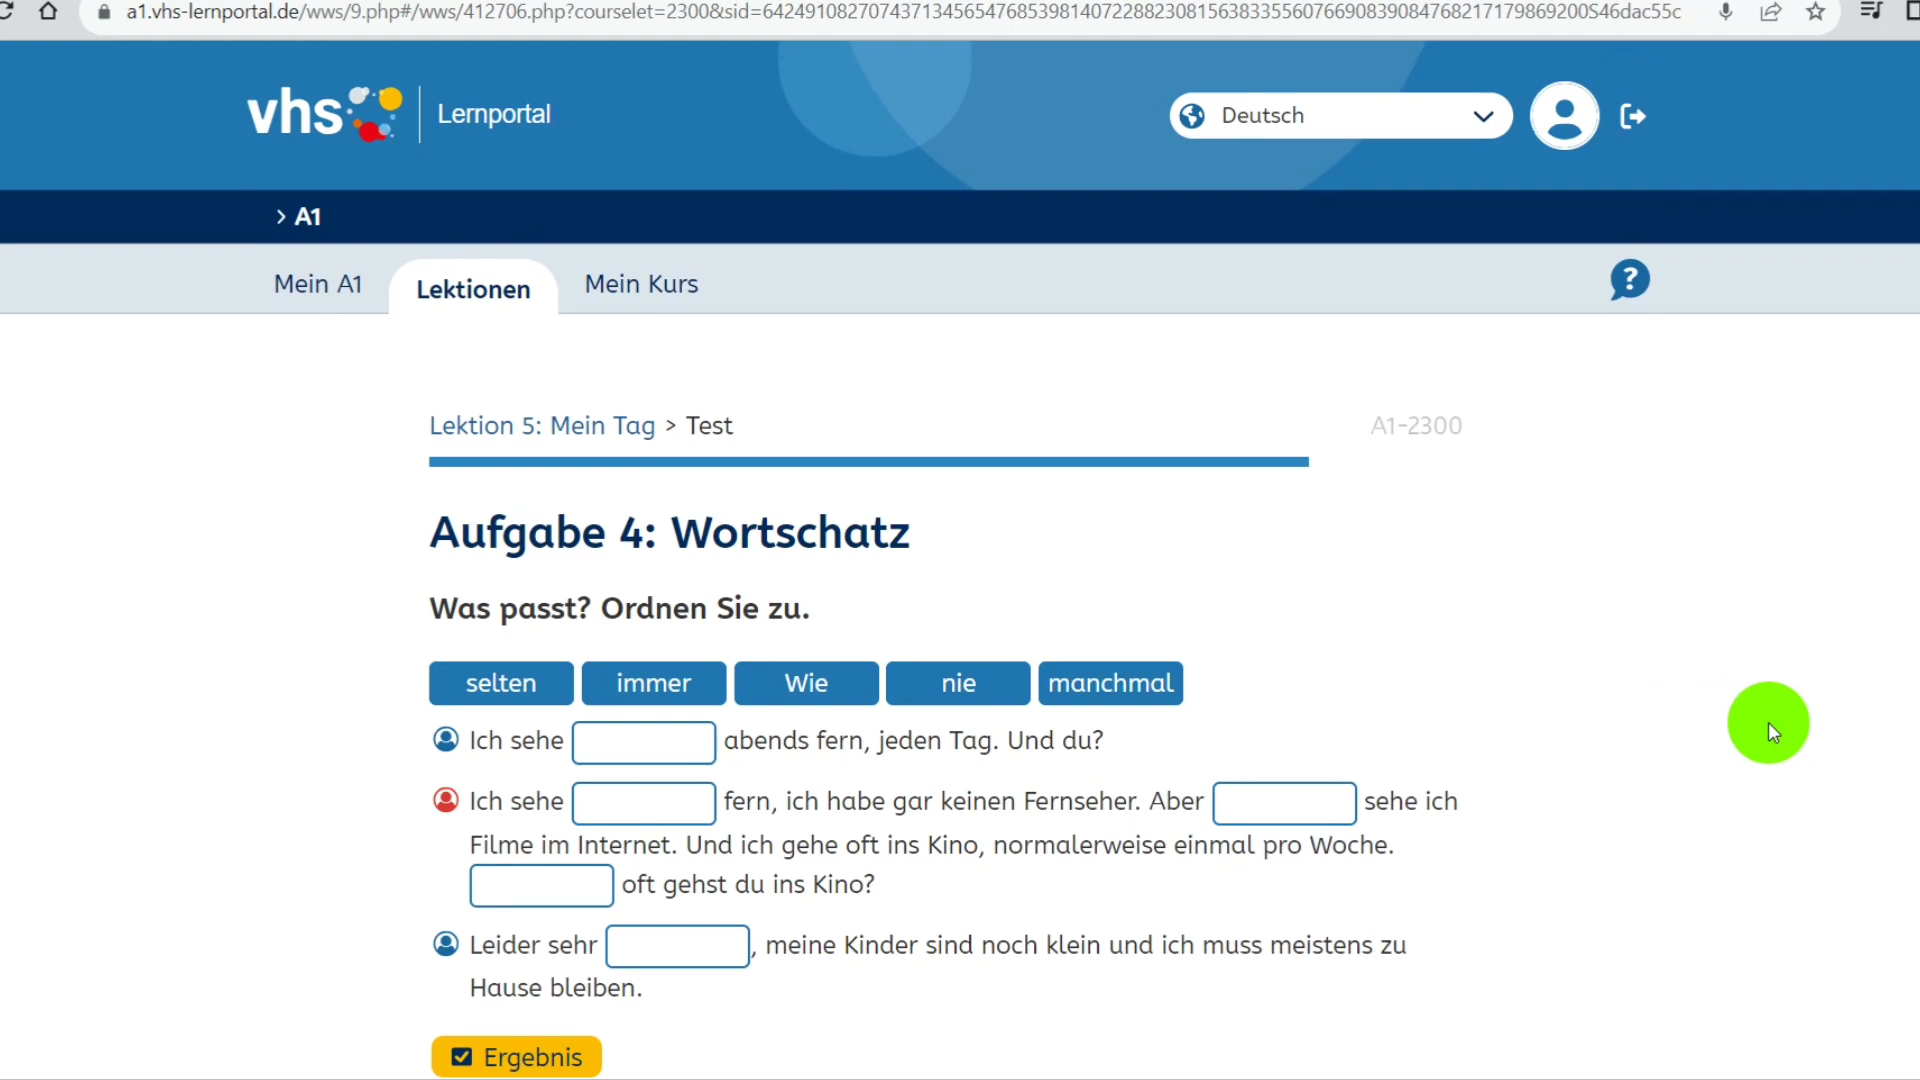 a1.vhs-lernportal.de/wws/9.php#/wws/412706.php?courselet=2300&sid=64249108270743713456547685398140722882308156383355607669083908476821717986920​0S46dac55c
vhs Lernportal
Deutsch
> A1
Mein A1 Lektionen Mein Kurs ?
Lektion 5: Mein Tag > Test A1-2300
Aufgabe 4: Wortschatz
Was passt? Ordnen Sie zu.
selten immer Wie nie manchmal
Ich sehe abends fern, jeden Tag. Und du?
Ich sehe fern, ich habe gar keinen Fernseher. Aber sehe ich
Filme im Internet. Und ich gehe oft ins Kino, normalerweise einmal pro Woche.
oft gehst du ins Kino?
Leider sehr , meine Kinder sind noch klein und ich muss meistens zu
Hause bleiben.
Ergebnis